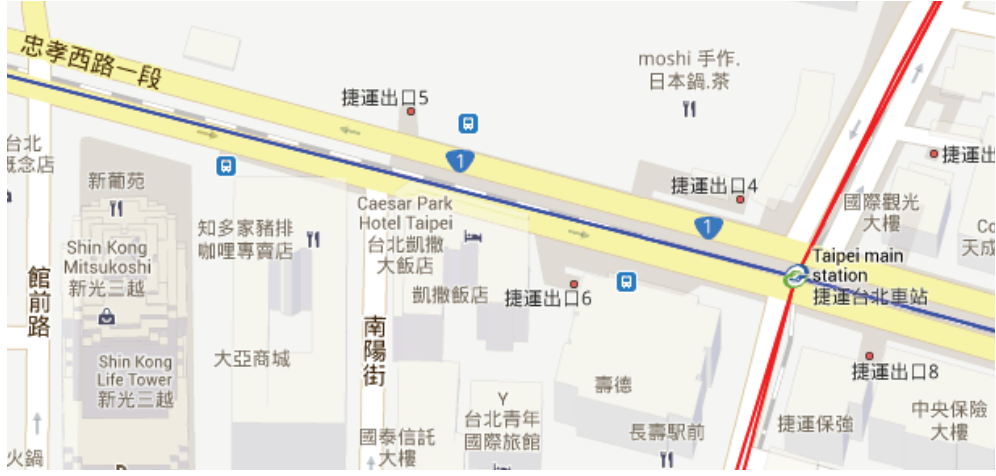 忠孝西路一段
moshi 手作.
日本鍋.茶
捷運出口5
1
台北
概念店
新葡苑
捷運出口4
捷運出
國際觀光
大樓
Caesar Park
Hotel Taipei
台北凱撒
大飯店
知多家豬排
咖哩專賣店
1
Shin Kong
Mitsukoshi
新光三越
Co
天成
Taipei main
station
捷運台北車站
館前路
凱撒飯店
捷運出口6
南陽街
大亞商城
Shin Kong
Life Tower
新光三越
壽德
捷運出口8
Y
台北青年
國際旅館
捷運保強
中央保險
大樓
國泰信託
大樓
長壽駅前
火鍋